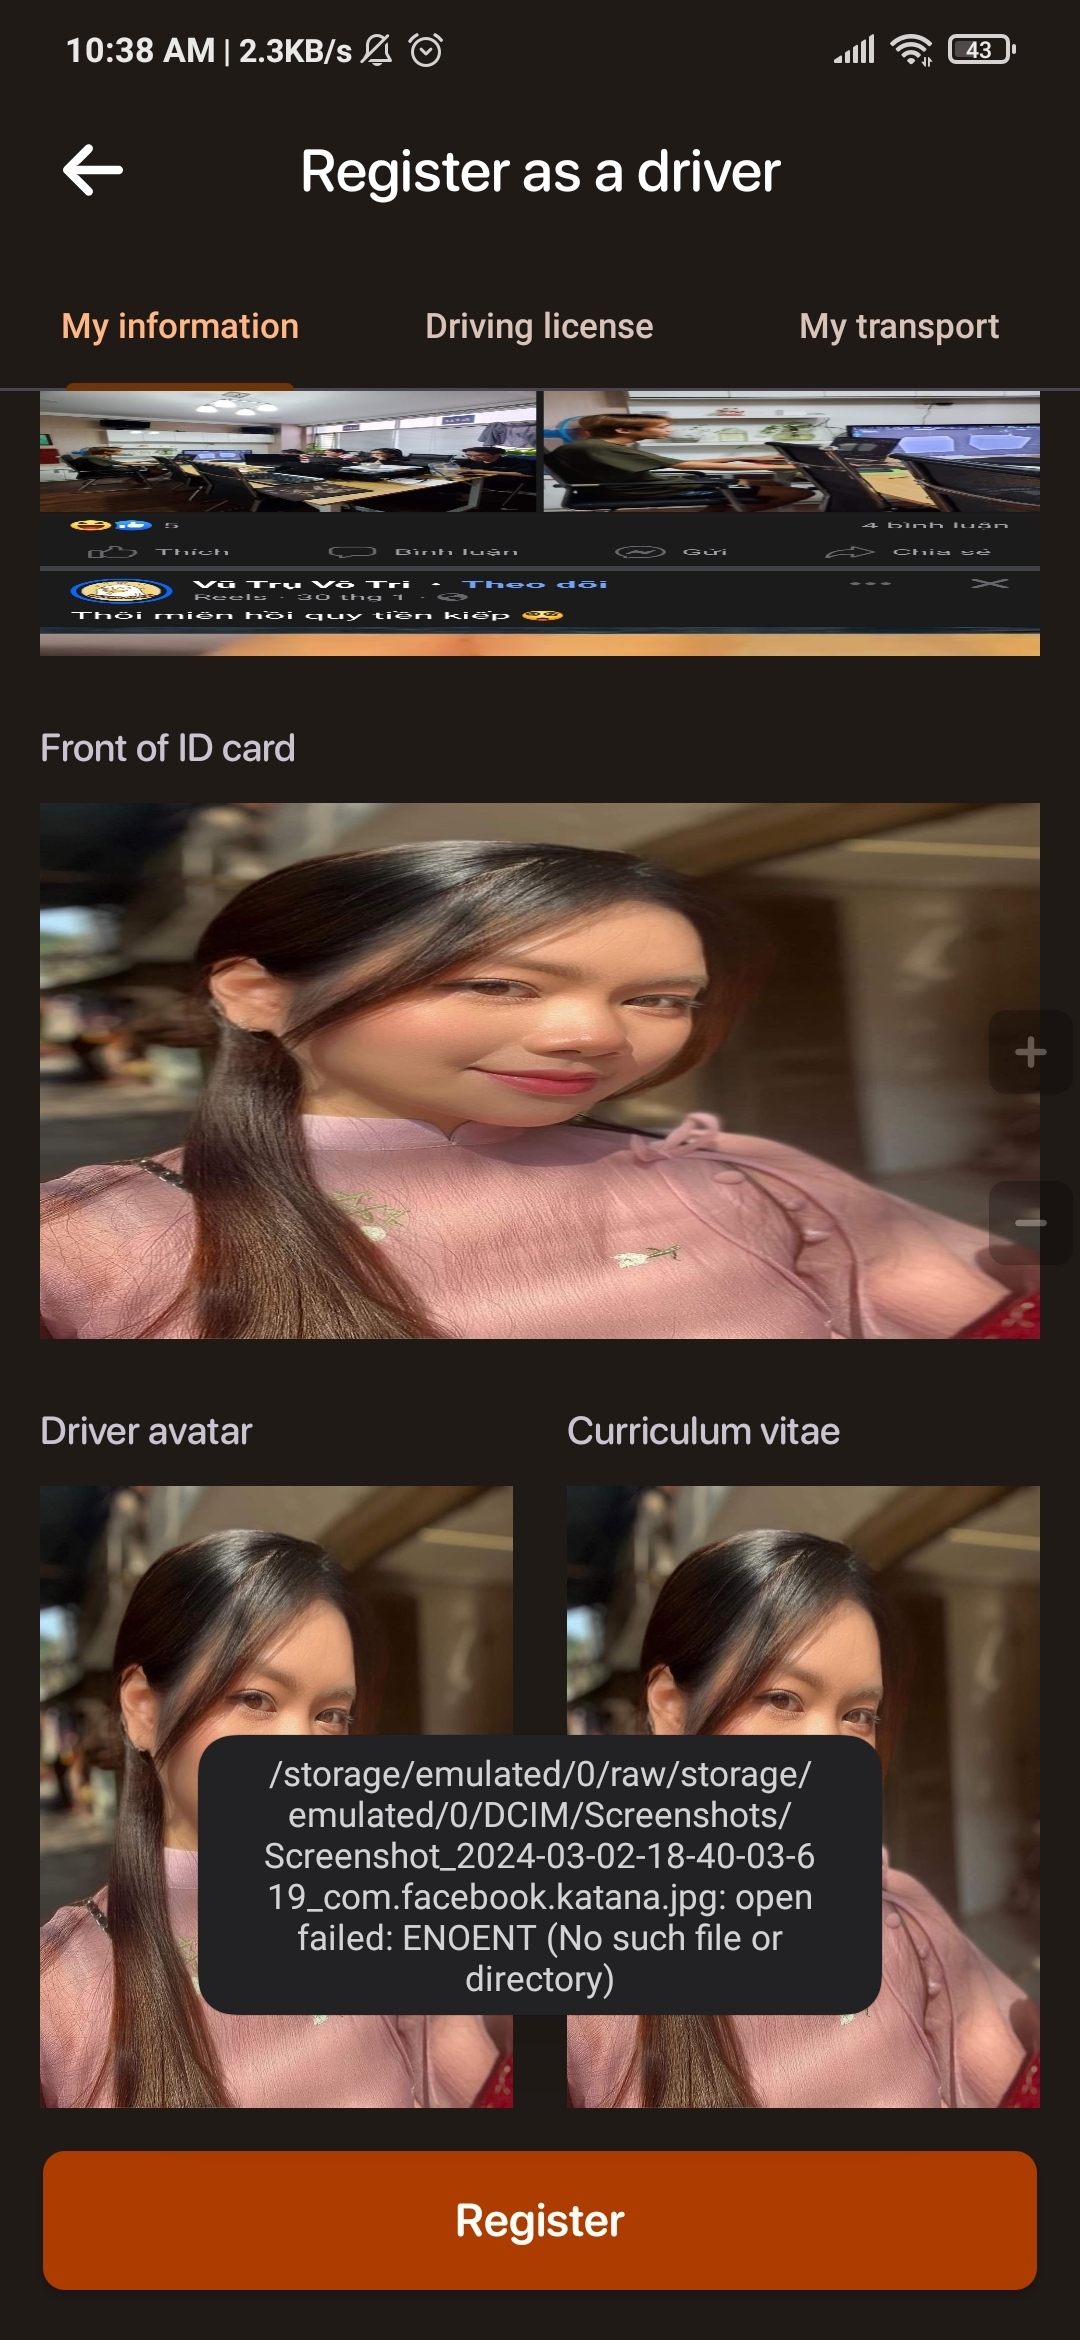 10:38 AM | 2.3KB/s
43
Register as a driver
My information
Driving license
My transport
5
4 bình luận
Thích
Bình luận
Gửi
Chia sẻ
Vũ Trụ Vô Tri · Theo dõi
Reels · 30 thg 1 ·
Thôi miên hồi quy tiền kiếp
Front of ID card
Driver avatar
Curriculum vitae
/storage/emulated/0/raw/storage/
emulated/0/DCIM/Screenshots/
Screenshot_2024-03-02-18-40-03-6
19_com.facebook.katana.jpg: open
failed: ENOENT (No such file or
directory)
Register